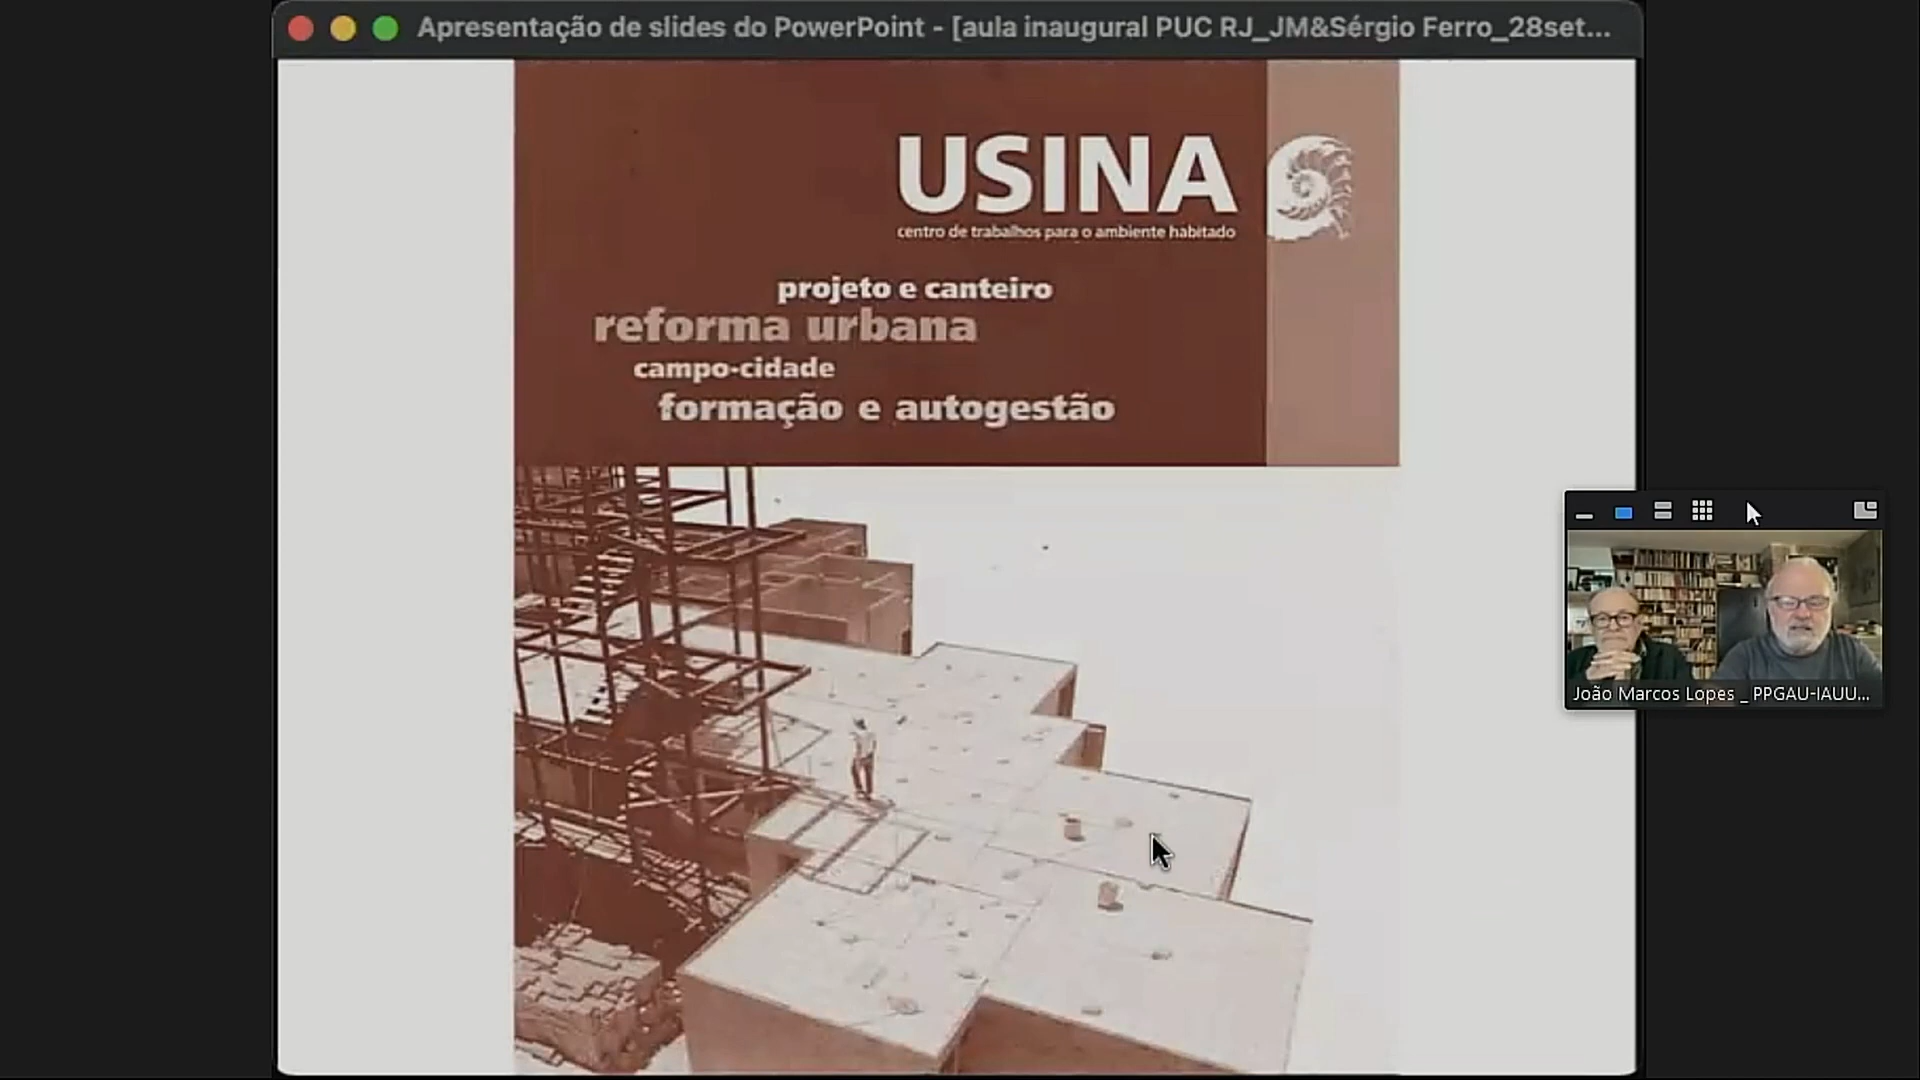 Apresentação de slides do PowerPoint - [aula inaugural PUC RJ_JM&Sérgio Ferro_28set...
USINA
centro de trabalhos para o ambiente habitado
projeto e canteiro
reforma urbana
campo-cidade
formação e autogestão
João Marcos Lopes _ PPGAU-IAUU...